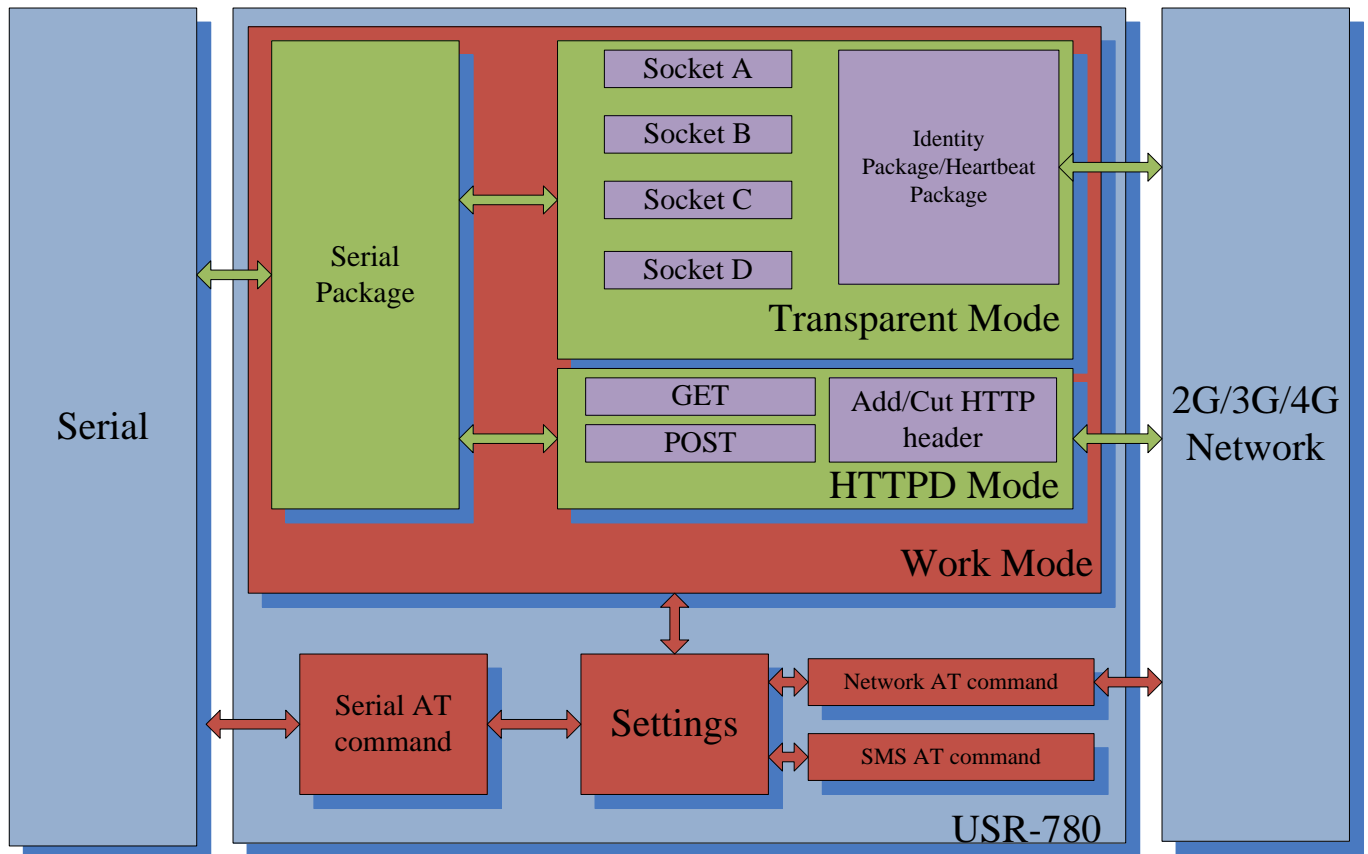 Serial
Serial
Package
Socket A
Socket B
Socket C
Socket D
Identity
Package/Heartbeat
Package
Transparent Mode
GET
POST
Add/Cut HTTP
header
HTTPD Mode
Work Mode
Serial AT
command
Settings
Network AT command
SMS AT command
USR-780
2G/3G/4G
Network